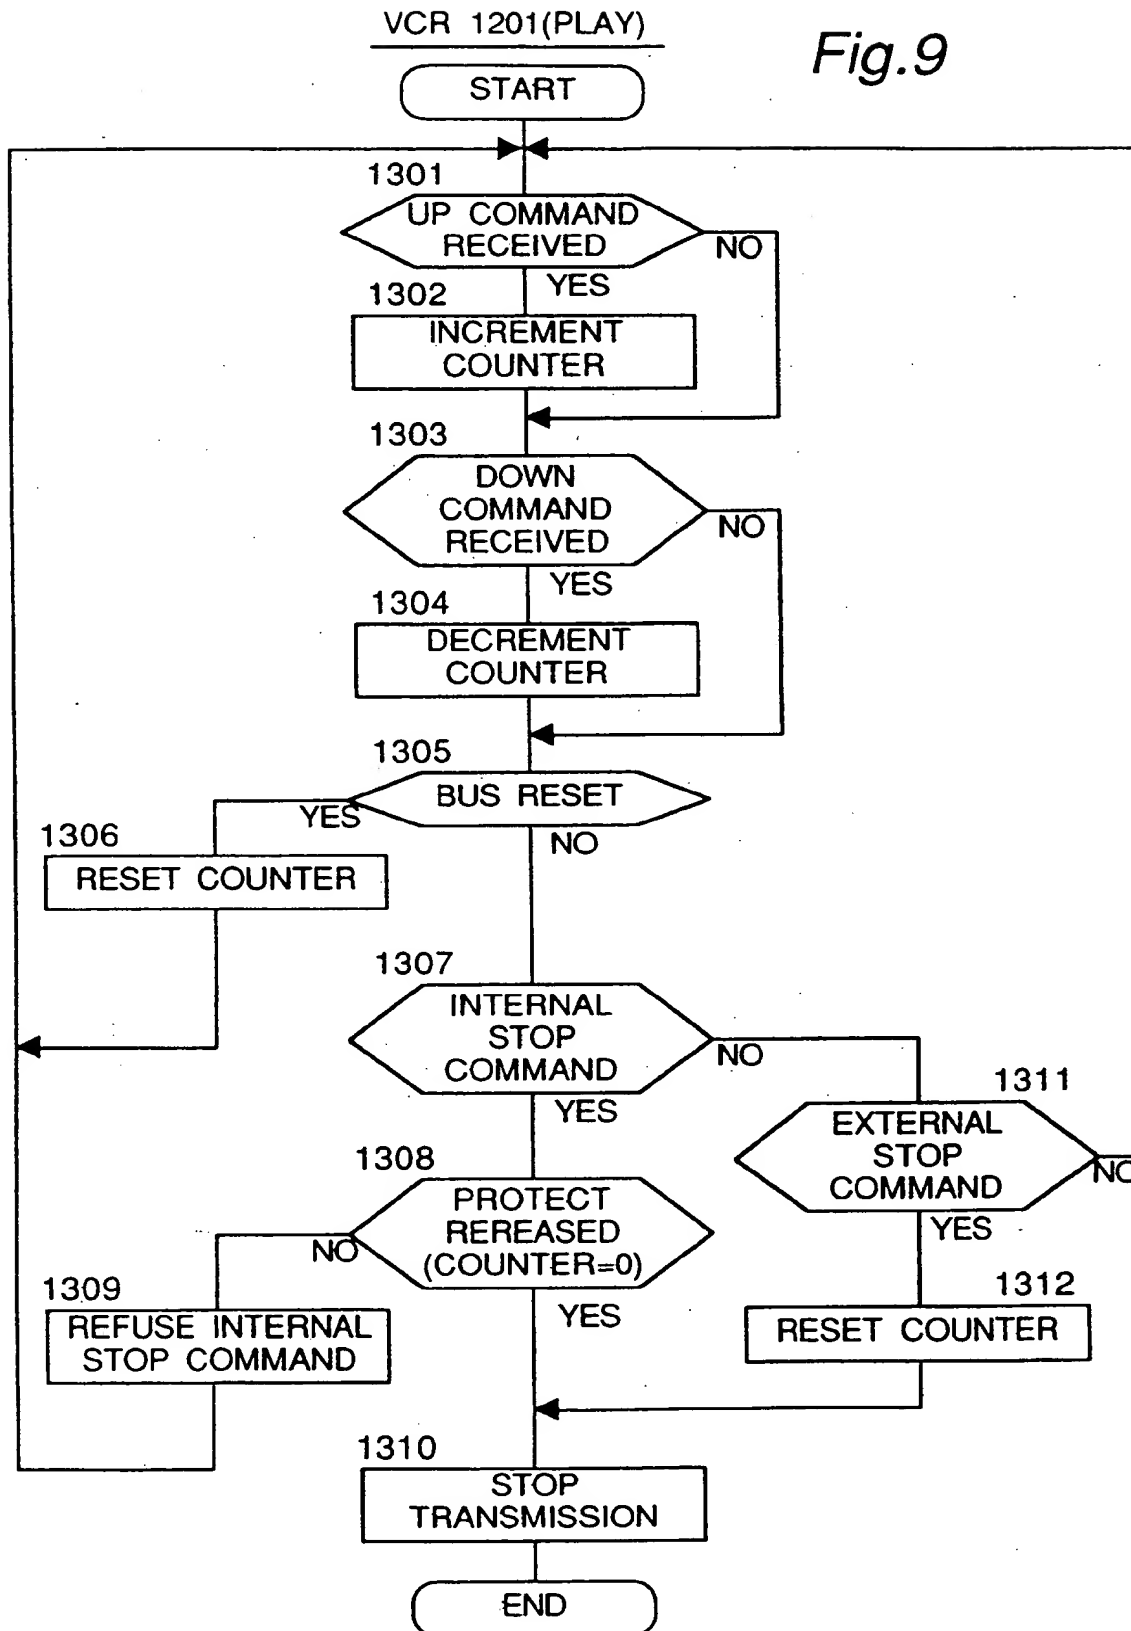 VCR 1201(PLAY)
Fig.9
START
1301
UP COMMAND
RECEIVED
NO
YES
1302
INCREMENT
COUNTER
1303
DOWN
COMMAND
RECEIVED
NO
YES
1304
DECREMENT
COUNTER
1305
BUS RESET
YES
NO
1306
RESET COUNTER
1307
INTERNAL
STOP
COMMAND
NO
YES
1311
EXTERNAL
STOP
COMMAND
NO
YES
1308
PROTECT
REREASED
(COUNTER=0)
NO
YES
1309
REFUSE INTERNAL
STOP COMMAND
1312
RESET COUNTER
1310
STOP
TRANSMISSION
END